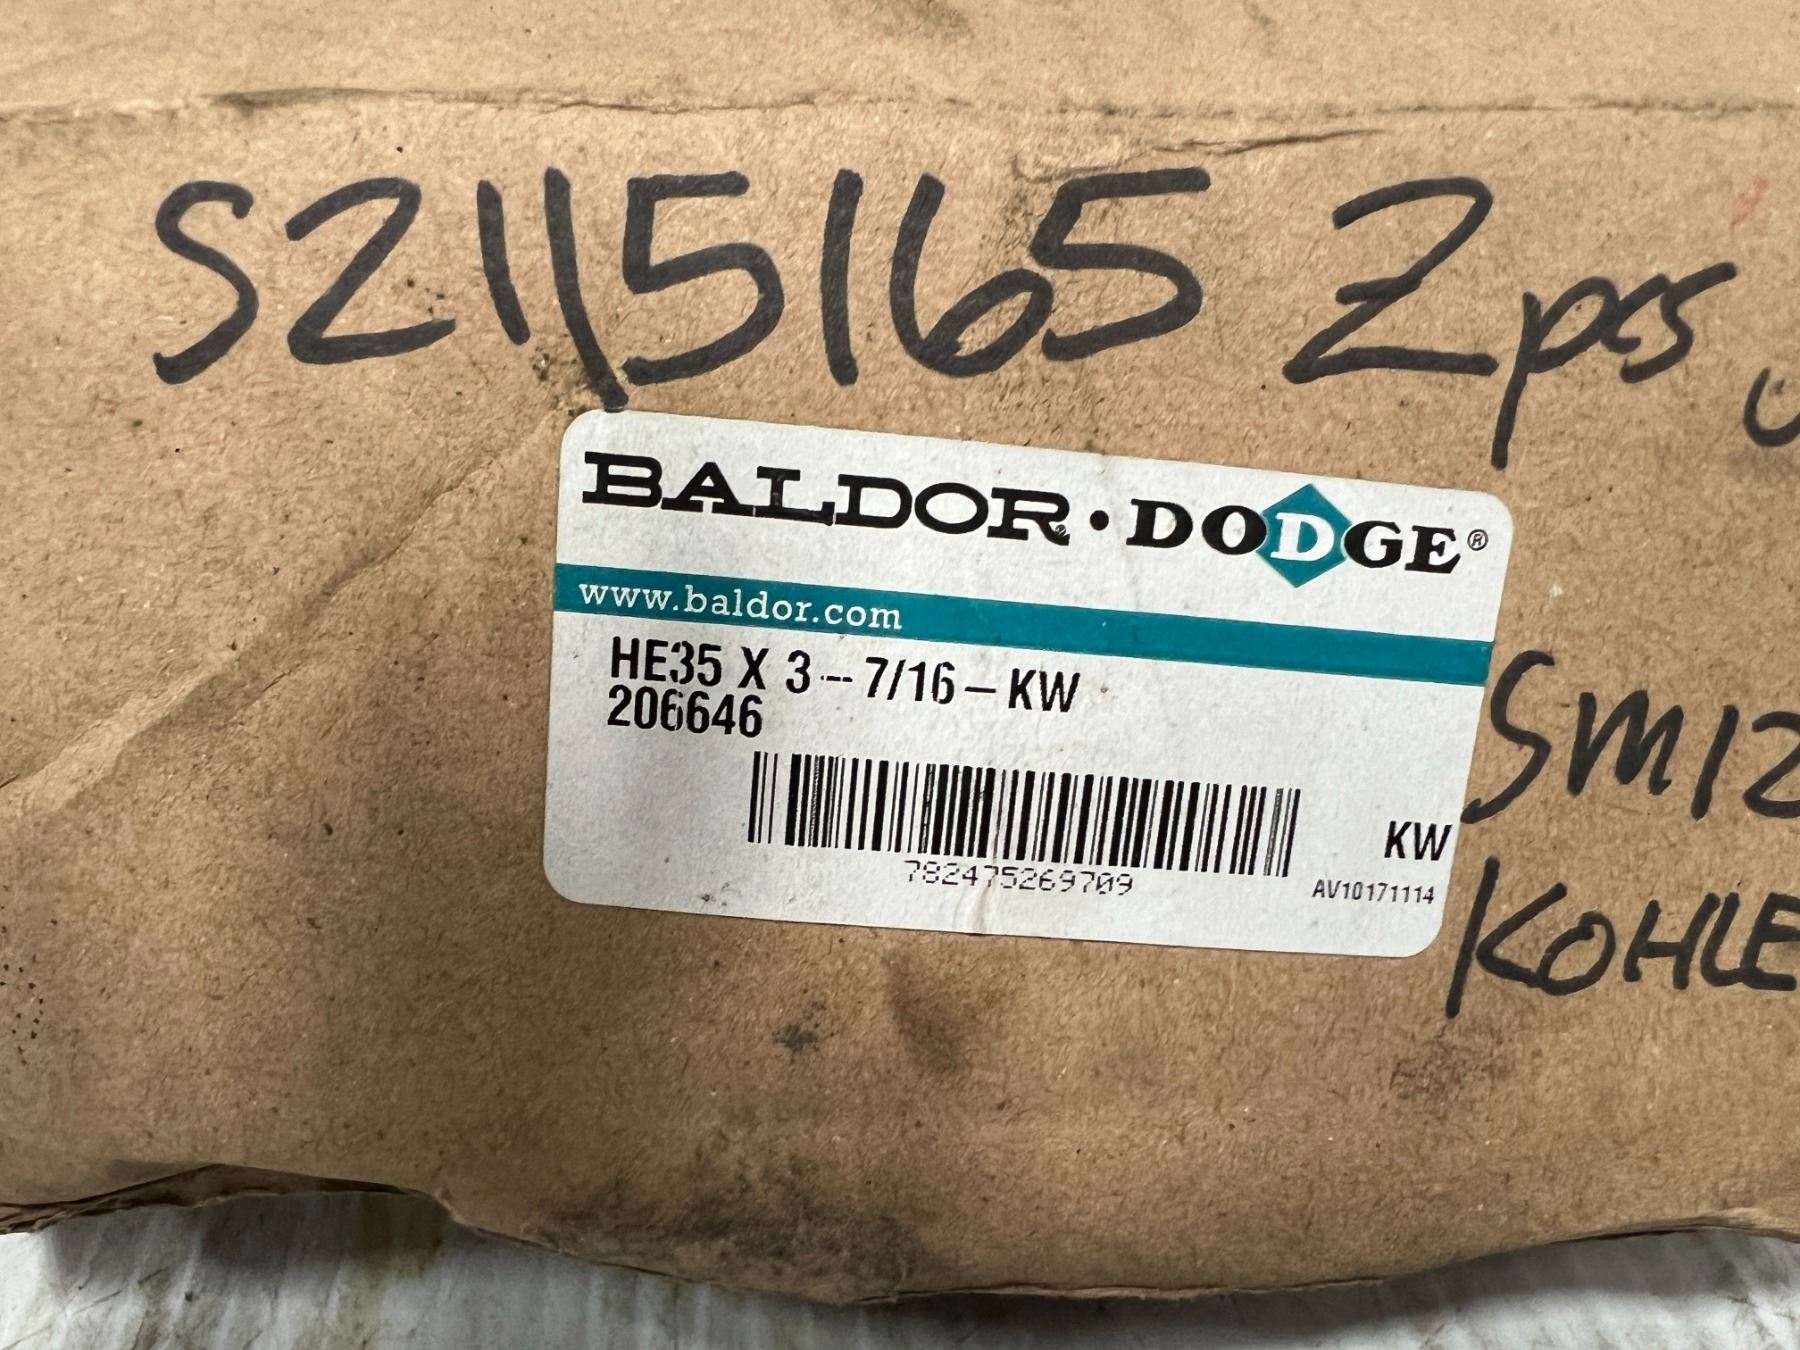 S2115165 2pcs
BALDOR · DODGE®
www.baldor.com
HE35 X 3--7/16-KW
206646
782475269709
KW
AV10171114
SM12
KOHLE